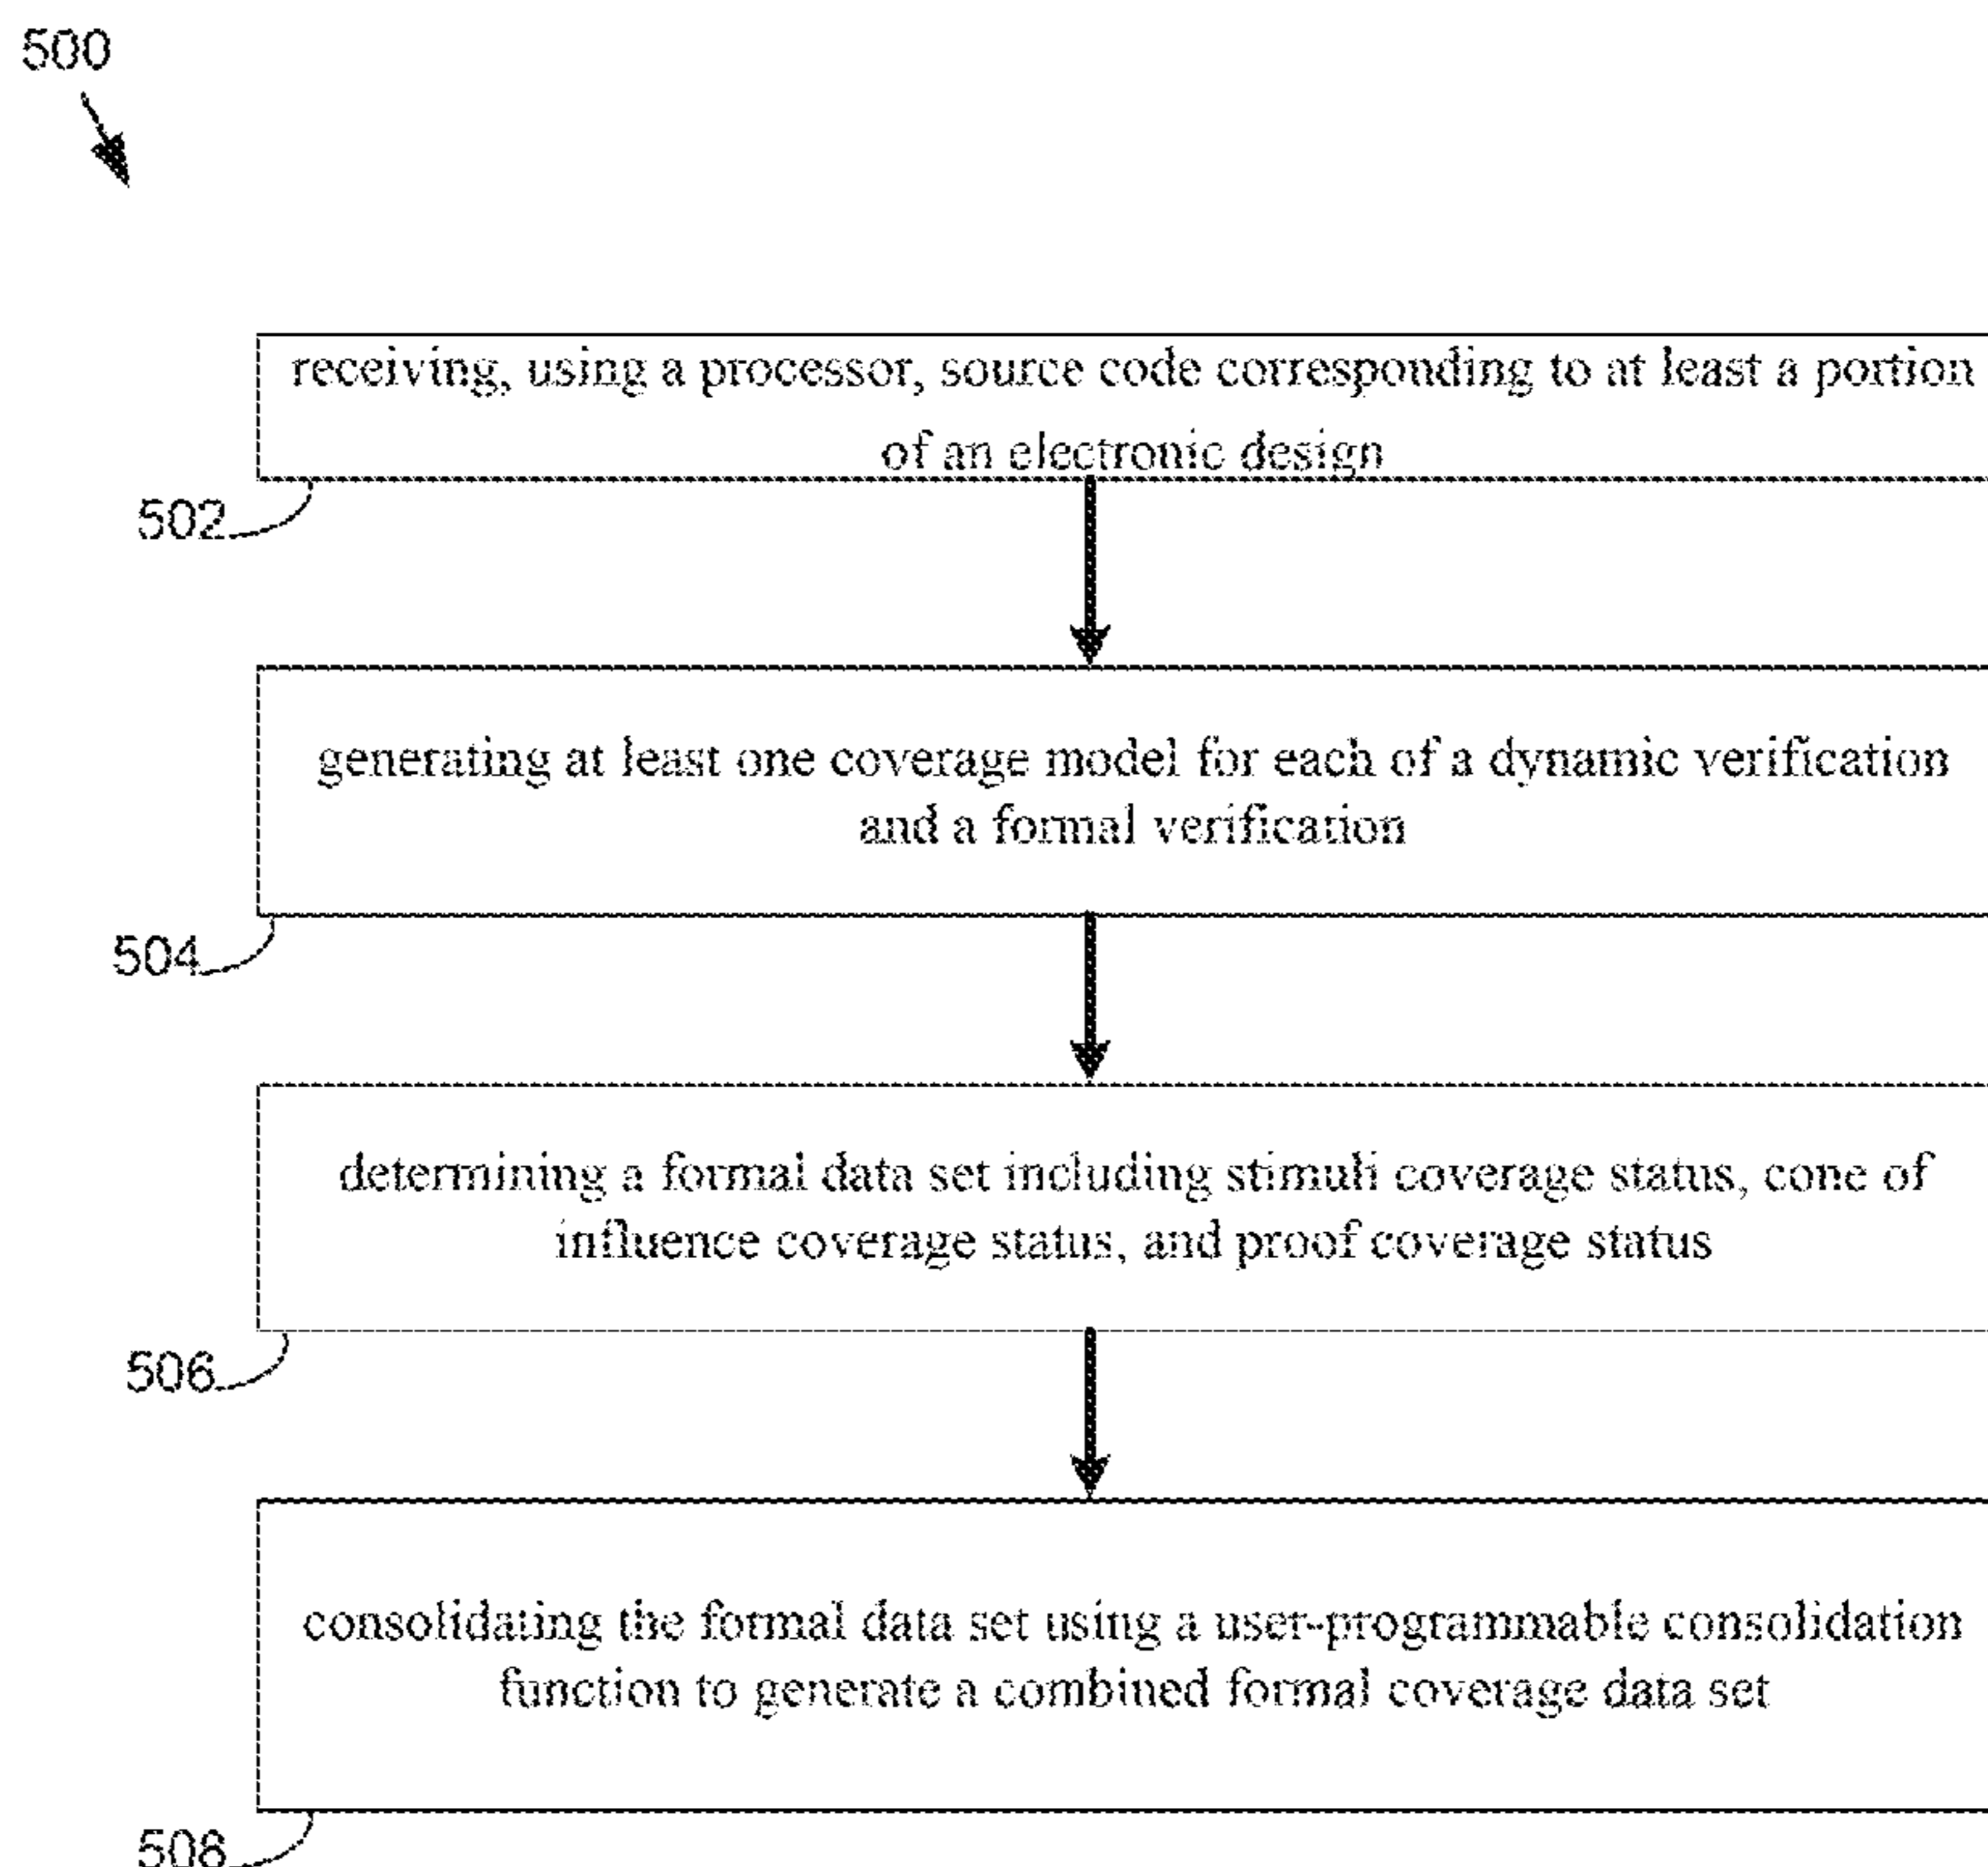 500
receiving, using a processor, source code corresponding to at least a portion
of an electronic design
502
generating at least one coverage model for each of a dynamic verification
and a formal verification
504
determining a formal data set including stimuli coverage status, cone of
influence coverage status, and proof coverage status
506
consolidating the formal data set using a user-programmable consolidation
function to generate a combined formal coverage data set
508